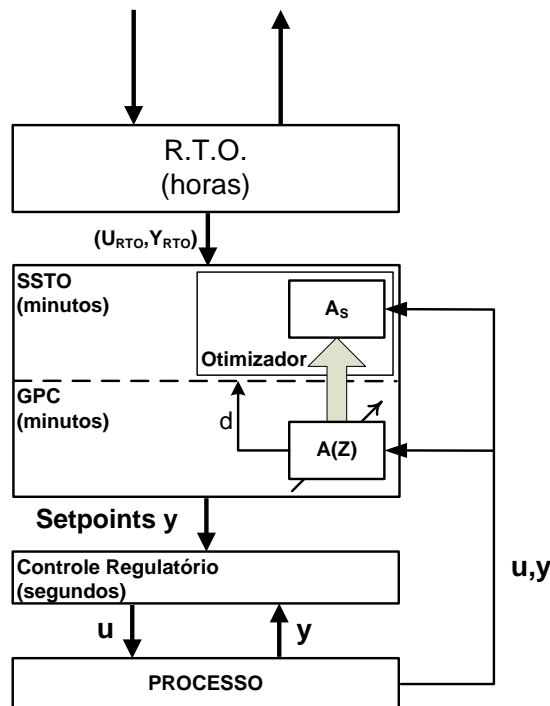 R.T.O.
(horas)
(U_RTO,Y_RTO)
SSTO
(minutos)
A_S
Otimizador
GPC
(minutos)
d
A(Z)
Setpoints y
Controle Regulatório
(segundos)
u,y
u
y
PROCESSO